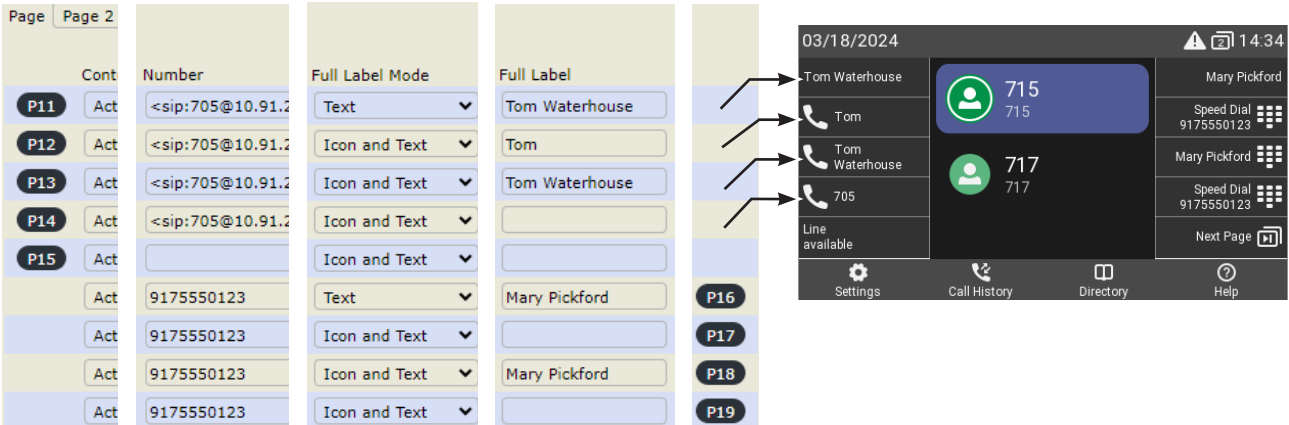 Page Page 2
Cont Number Full Label Mode Full Label
P11 Act <sip:705@10.91.2 Text Tom Waterhouse
P12 Act <sip:705@10.91.2 Icon and Text Tom
P13 Act <sip:705@10.91.2 Icon and Text Tom Waterhouse
P14 Act <sip:705@10.91.2 Icon and Text
P15 Act Icon and Text
Act 9175550123 Text Mary Pickford P16
Act 9175550123 Icon and Text P17
Act 9175550123 Icon and Text Mary Pickford P18
Act 9175550123 Icon and Text P19
03/18/2024 2 14:34
Tom Waterhouse
Tom
Tom
Waterhouse
705
Line
available
715
715
717
717
Mary Pickford
Speed Dial
9175550123
Mary Pickford
Speed Dial
9175550123
Next Page
Settings Call History Directory Help